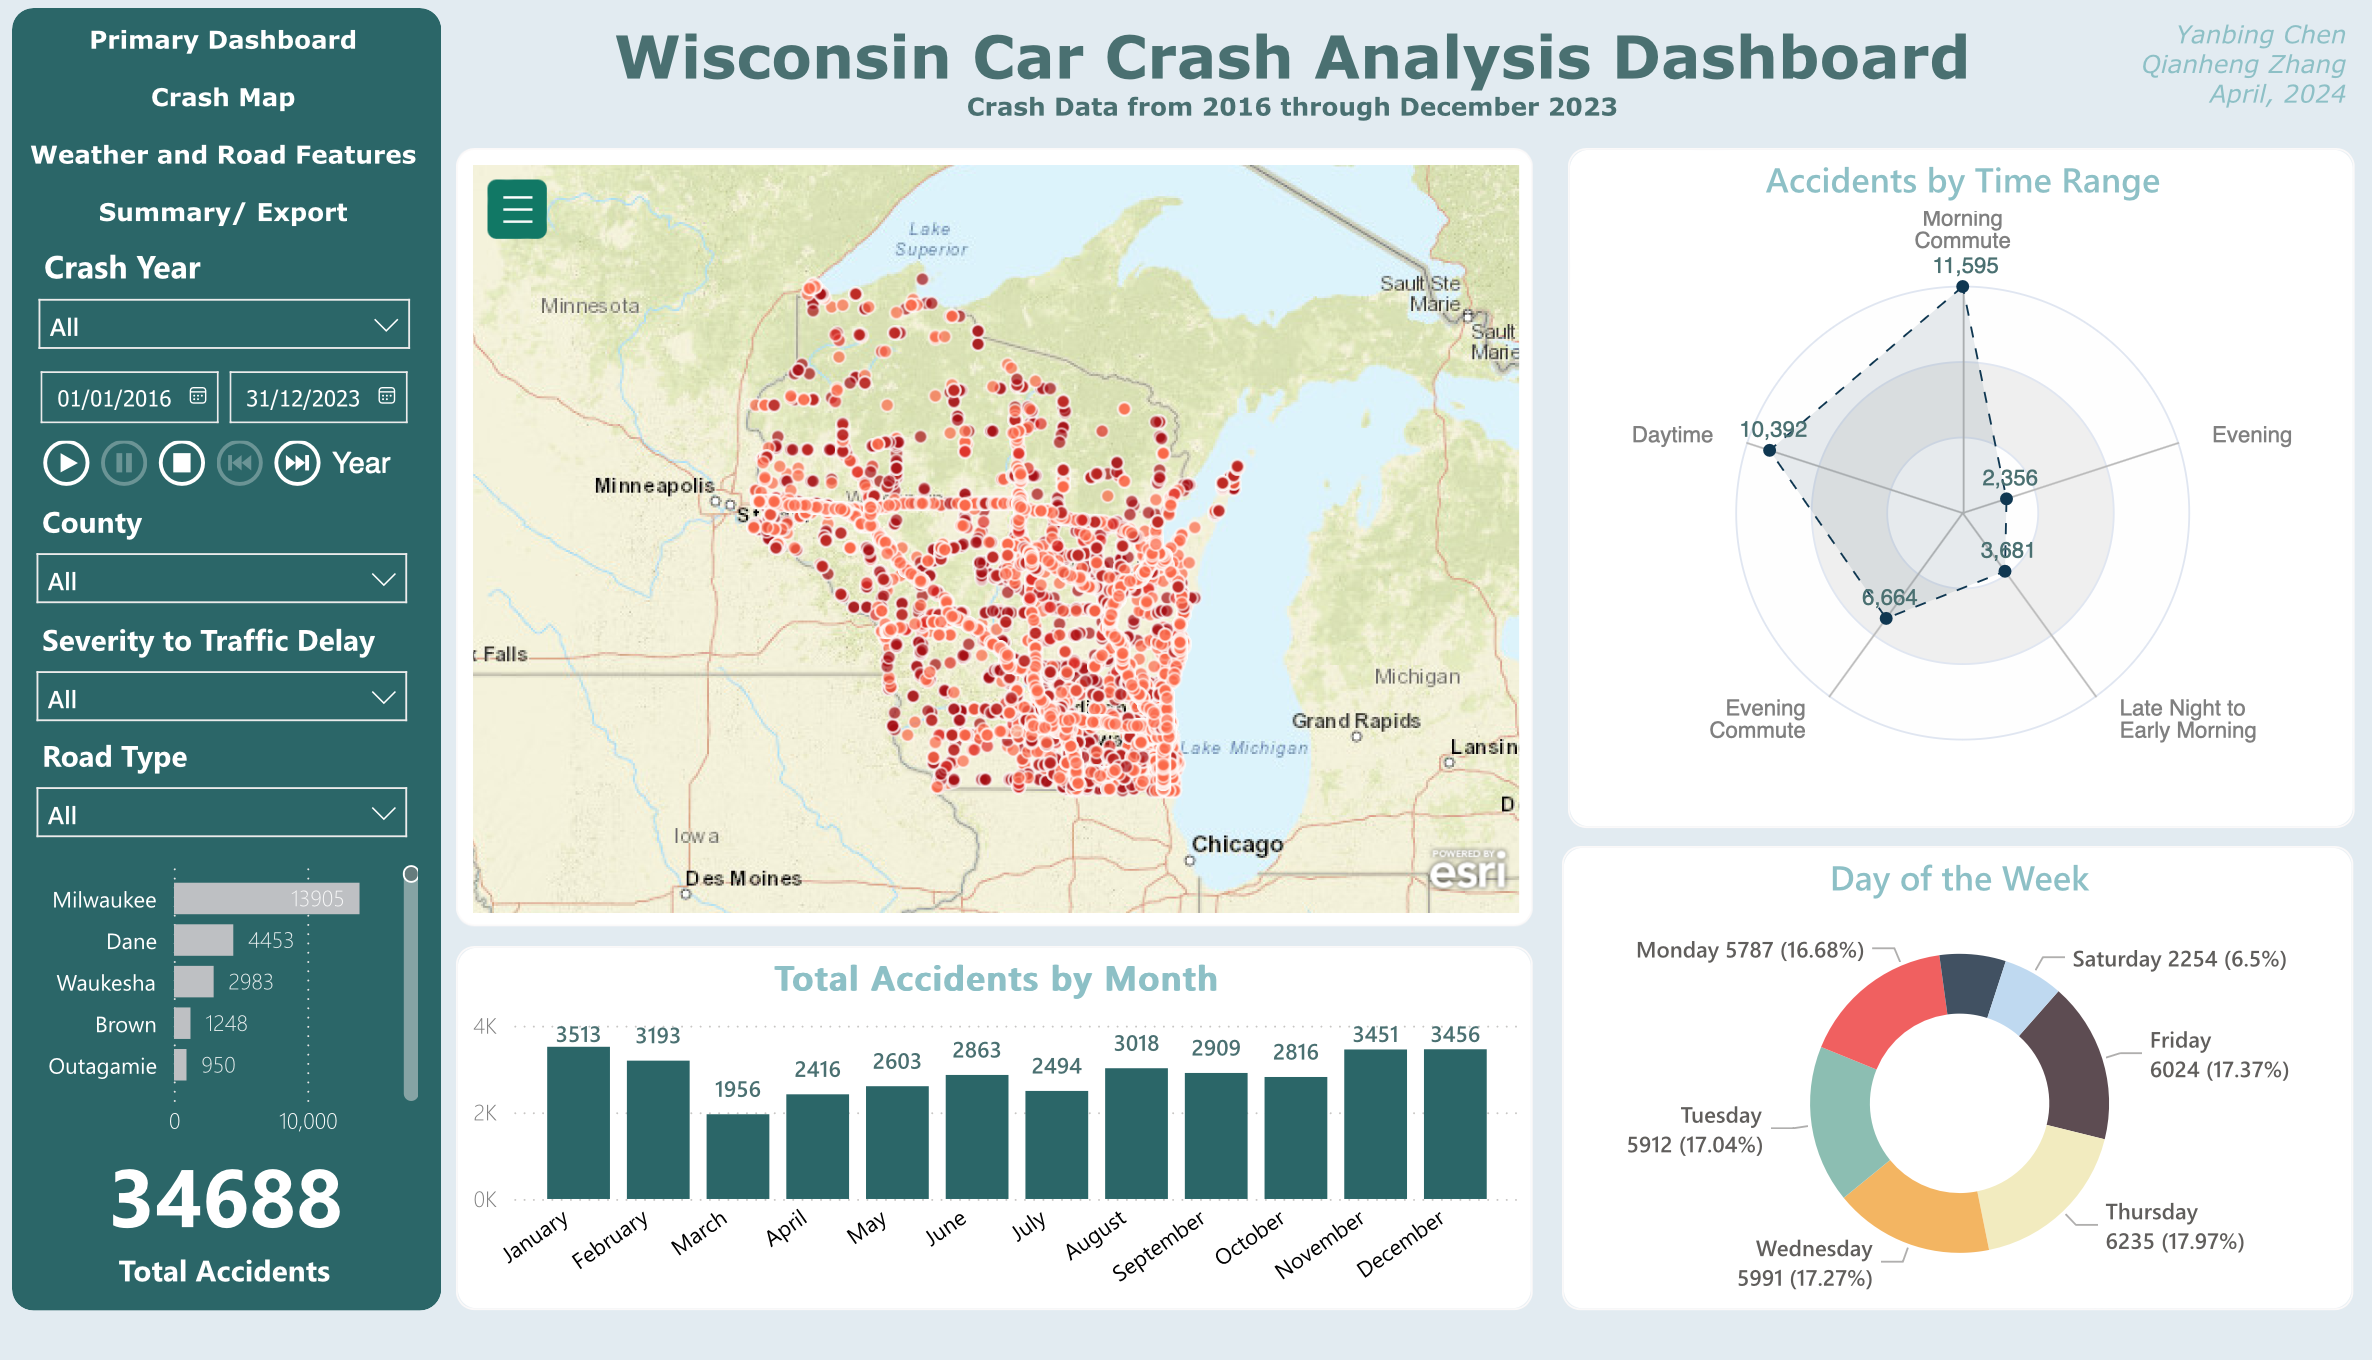 Primary Dashboard
Crash Map
Weather and Road Features
Summary/ Export
Crash Year
All
01/01/2016
31/12/2023
Year
County
All
Severity to Traffic Delay
All
Road Type
All
Milwaukee 13905
Dane 4453
Waukesha 2983
Brown 1248
Outagamie 950
0 10,000
34688
Total Accidents
Wisconsin Car Crash Analysis Dashboard
Crash Data from 2016 through December 2023
Yanbing Chen
Qianheng Zhang
April, 2024
Lake
Superior
Minnesota
Sault Ste
Marie
Sault
Marie
Minneapolis
Falls
Michigan
Grand Rapids
Lake Michigan
Lansin
D
Iowa
Chicago
Des Moines
POWERED BY
esri
Total Accidents by Month
4K
2K
0K
3513
3193
1956
2416
2603
2863
2494
3018
2909
2816
3451
3456
January
February
March
April
May
June
July
August
September
October
November
December
Accidents by Time Range
Morning
Commute
11,595
Daytime
10,392
Evening
2,356
3,681
6,664
Evening
Commute
Late Night to
Early Morning
Day of the Week
Monday 5787 (16.68%)
Saturday 2254 (6.5%)
Friday
6024 (17.37%)
Tuesday
5912 (17.04%)
Thursday
6235 (17.97%)
Wednesday
5991 (17.27%)